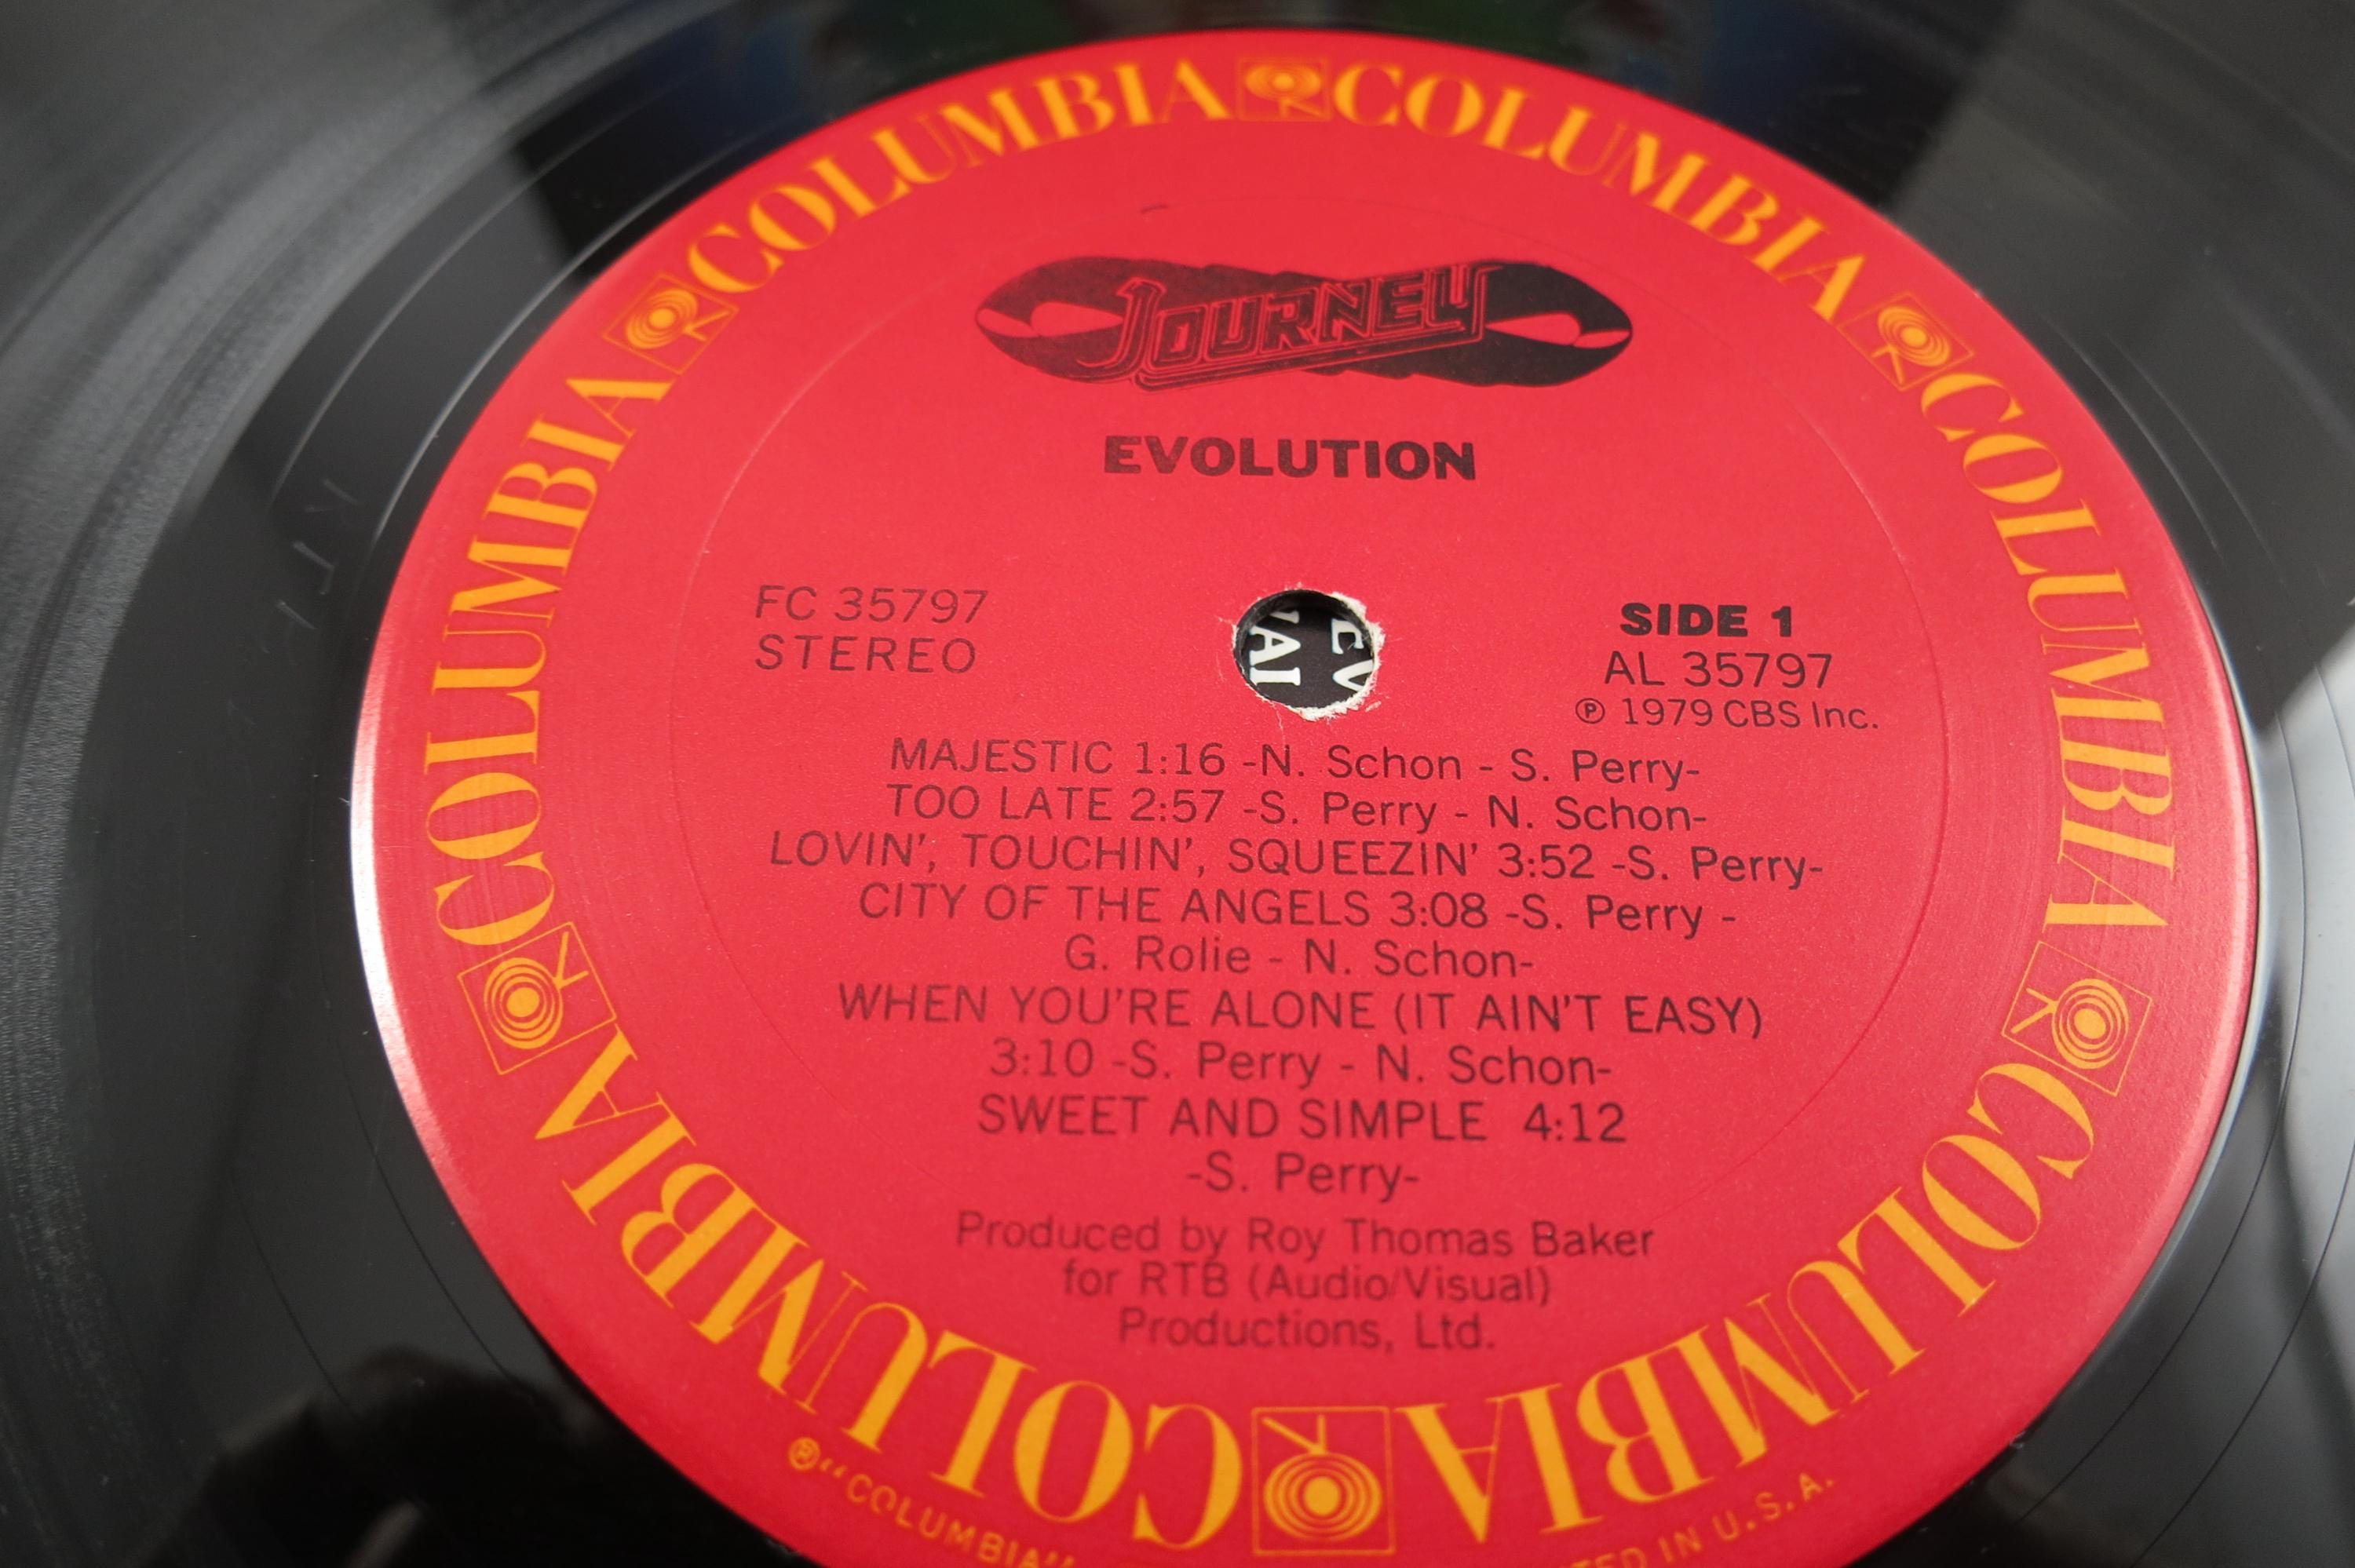 COLUMBIA COLUMBIA COLUMBIA COLUMBIA COLUMBIA COLUMBIA
JOURNEY
EVOLUTION
FC 35797
STEREO
SIDE 1
AL 35797
℗ 1979 CBS Inc.
MAJESTIC 1:16 -N. Schon - S. Perry-
TOO LATE 2:57 -S. Perry - N. Schon-
LOVIN', TOUCHIN', SQUEEZIN' 3:52 -S. Perry-
CITY OF THE ANGELS 3:08 -S. Perry -
G. Rolie - N. Schon-
WHEN YOU'RE ALONE (IT AIN'T EASY)
3:10 -S. Perry - N. Schon-
SWEET AND SIMPLE 4:12
-S. Perry-
Produced by Roy Thomas Baker
for RTB (Audio/Visual)
Productions, Ltd.
® "COLUMBIA"
IN U.S.A.